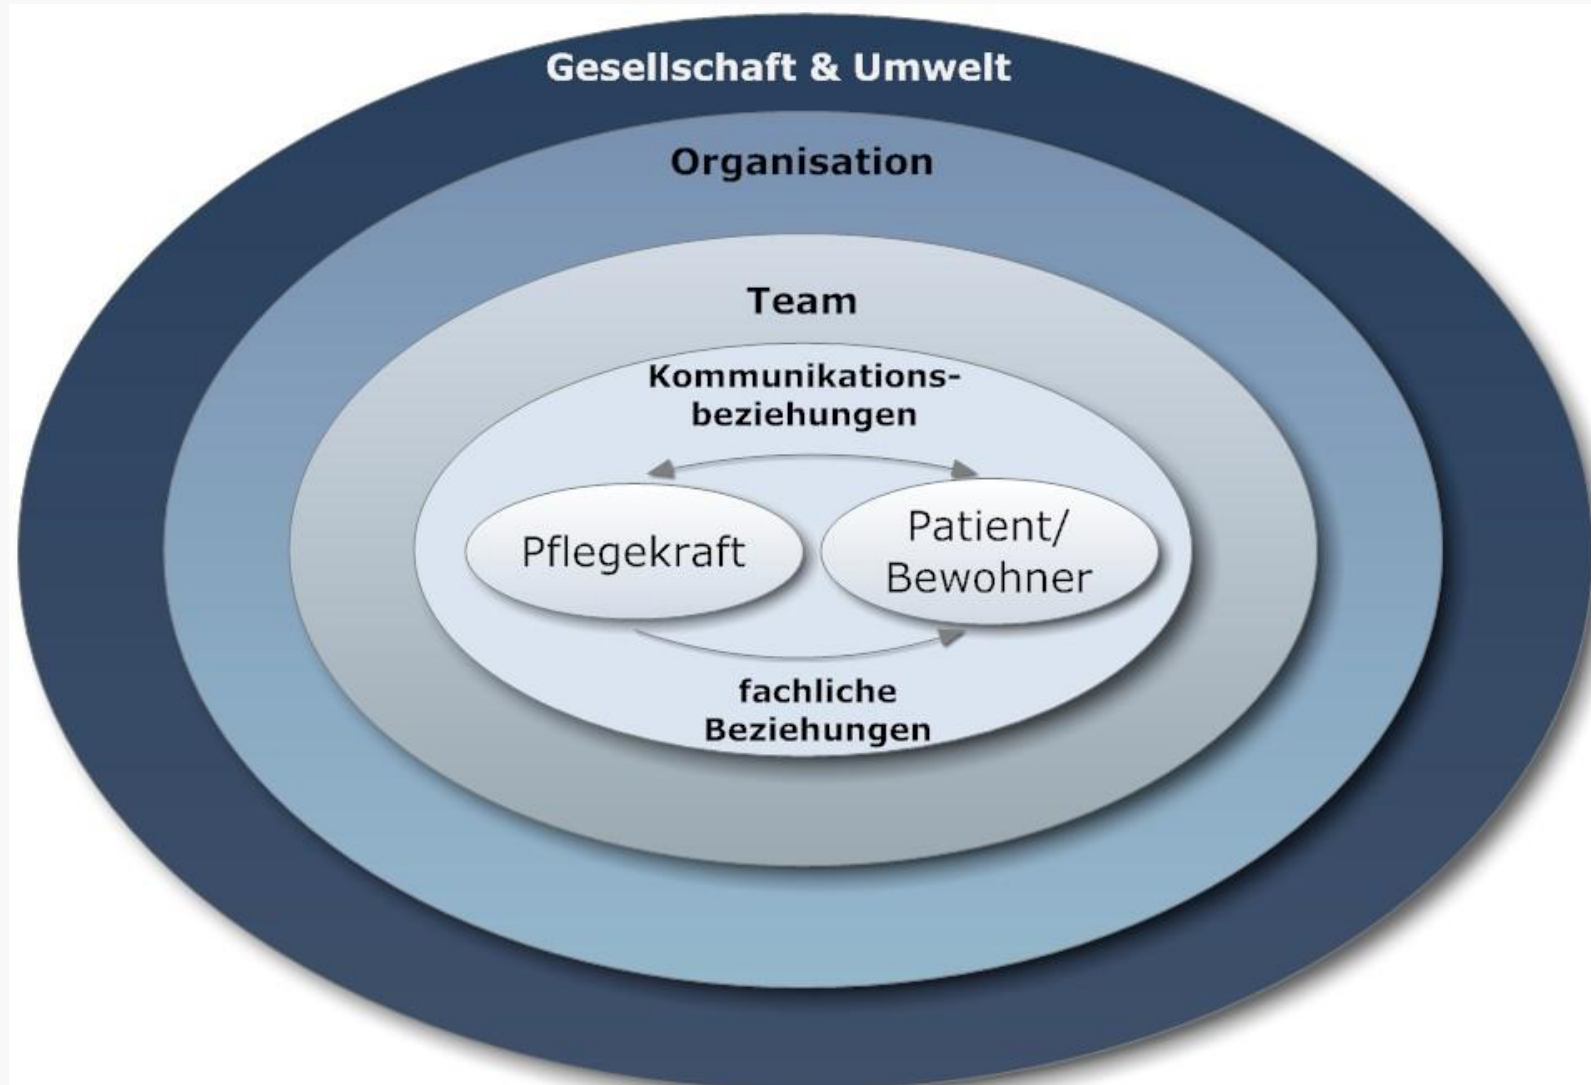 Gesellschaft & Umwelt
Organisation
Team
Kommunikations-
beziehungen
Pflegekraft
Patient/
Bewohner
fachliche
Beziehungen